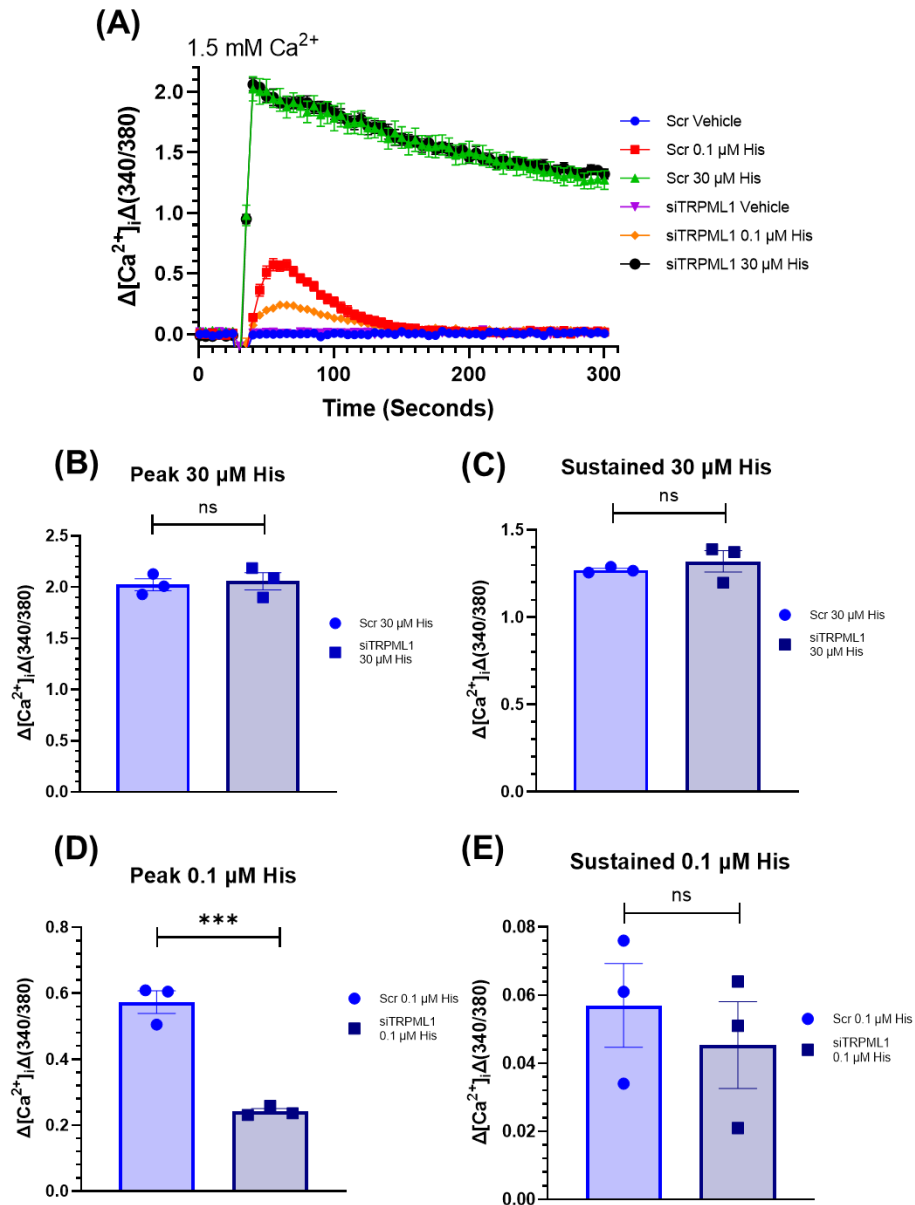 (A)
1.5 mM Ca²⁺
Δ[Ca²⁺]ᵢΔ(340/380)
2.0
1.5
1.0
0.5
0.0
0
100
200
300
Time (Seconds)
Scr Vehicle
Scr 0.1 µM His
Scr 30 µM His
siTRPML1 Vehicle
siTRPML1 0.1 µM His
siTRPML1 30 µM His
(B)
Peak 30 µM His
ns
Δ[Ca²⁺]ᵢΔ(340/380)
2.5
2.0
1.5
1.0
0.5
0.0
Scr 30 µM His
siTRPML1
30 µM His
(C)
Sustained 30 µM His
ns
Δ[Ca²⁺]ᵢΔ(340/380)
1.5
1.2
0.9
0.6
0.3
0.0
Scr 30 µM His
siTRPML1
30 µM His
(D)
Peak 0.1 µM His
***
Δ[Ca²⁺]ᵢΔ(340/380)
0.8
0.6
0.4
0.2
0.0
Scr 0.1 µM His
siTRPML1
0.1 µM His
(E)
Sustained 0.1 µM His
ns
Δ[Ca²⁺]ᵢΔ(340/380)
0.08
0.06
0.04
0.02
0.00
Scr 0.1 µM His
siTRPML1
0.1 µM His